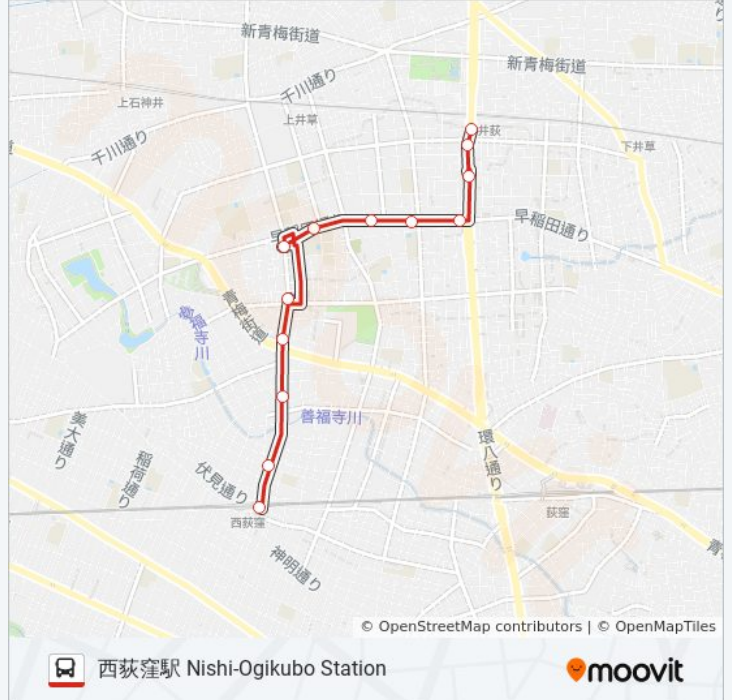 新青梅街道
新青梅街道
千川通り
上石神井
上井草
井荻
千川通り
下井草
早稲田通り
青梅街道
善福寺川
善福寺川
美大通り
環八通り
稲荷通り
伏見通り
荻窪
西荻窪
神明通り
© OpenStreetMap contributors | © OpenMapTiles
西荻窪駅 Nishi-Ogikubo Station
moovit